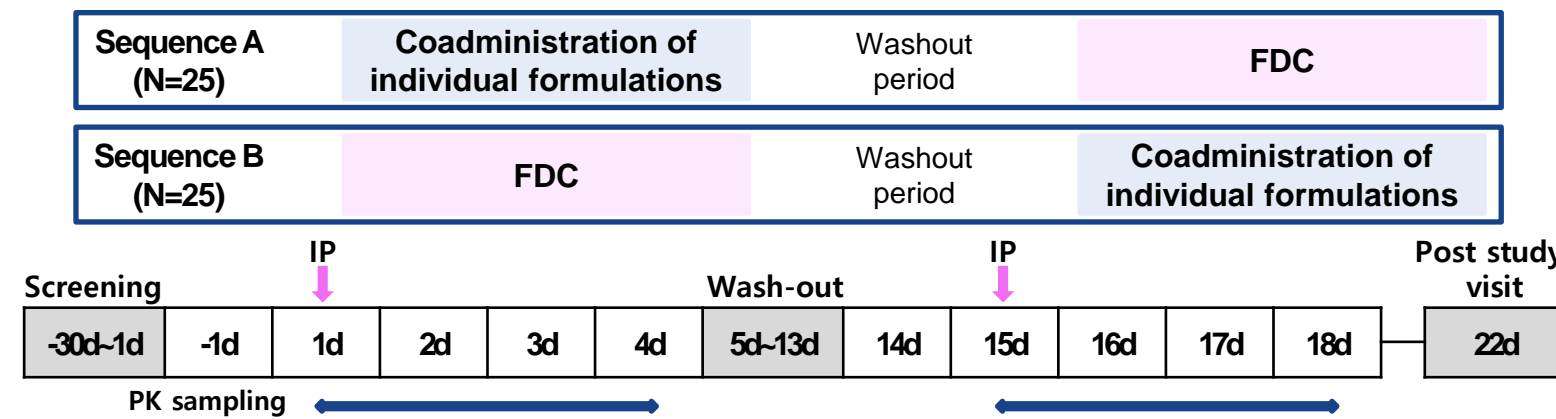 Sequence A
(N=25)
Coadministration of
individual formulations
Washout
period
FDC
Sequence B
(N=25)
FDC
Washout
period
Coadministration of
individual formulations
IP
IP
Post study
visit
Screening
Wash-out
-30d~1d
-1d
1d
2d
3d
4d
5d~13d
14d
15d
16d
17d
18d
22d
PK sampling